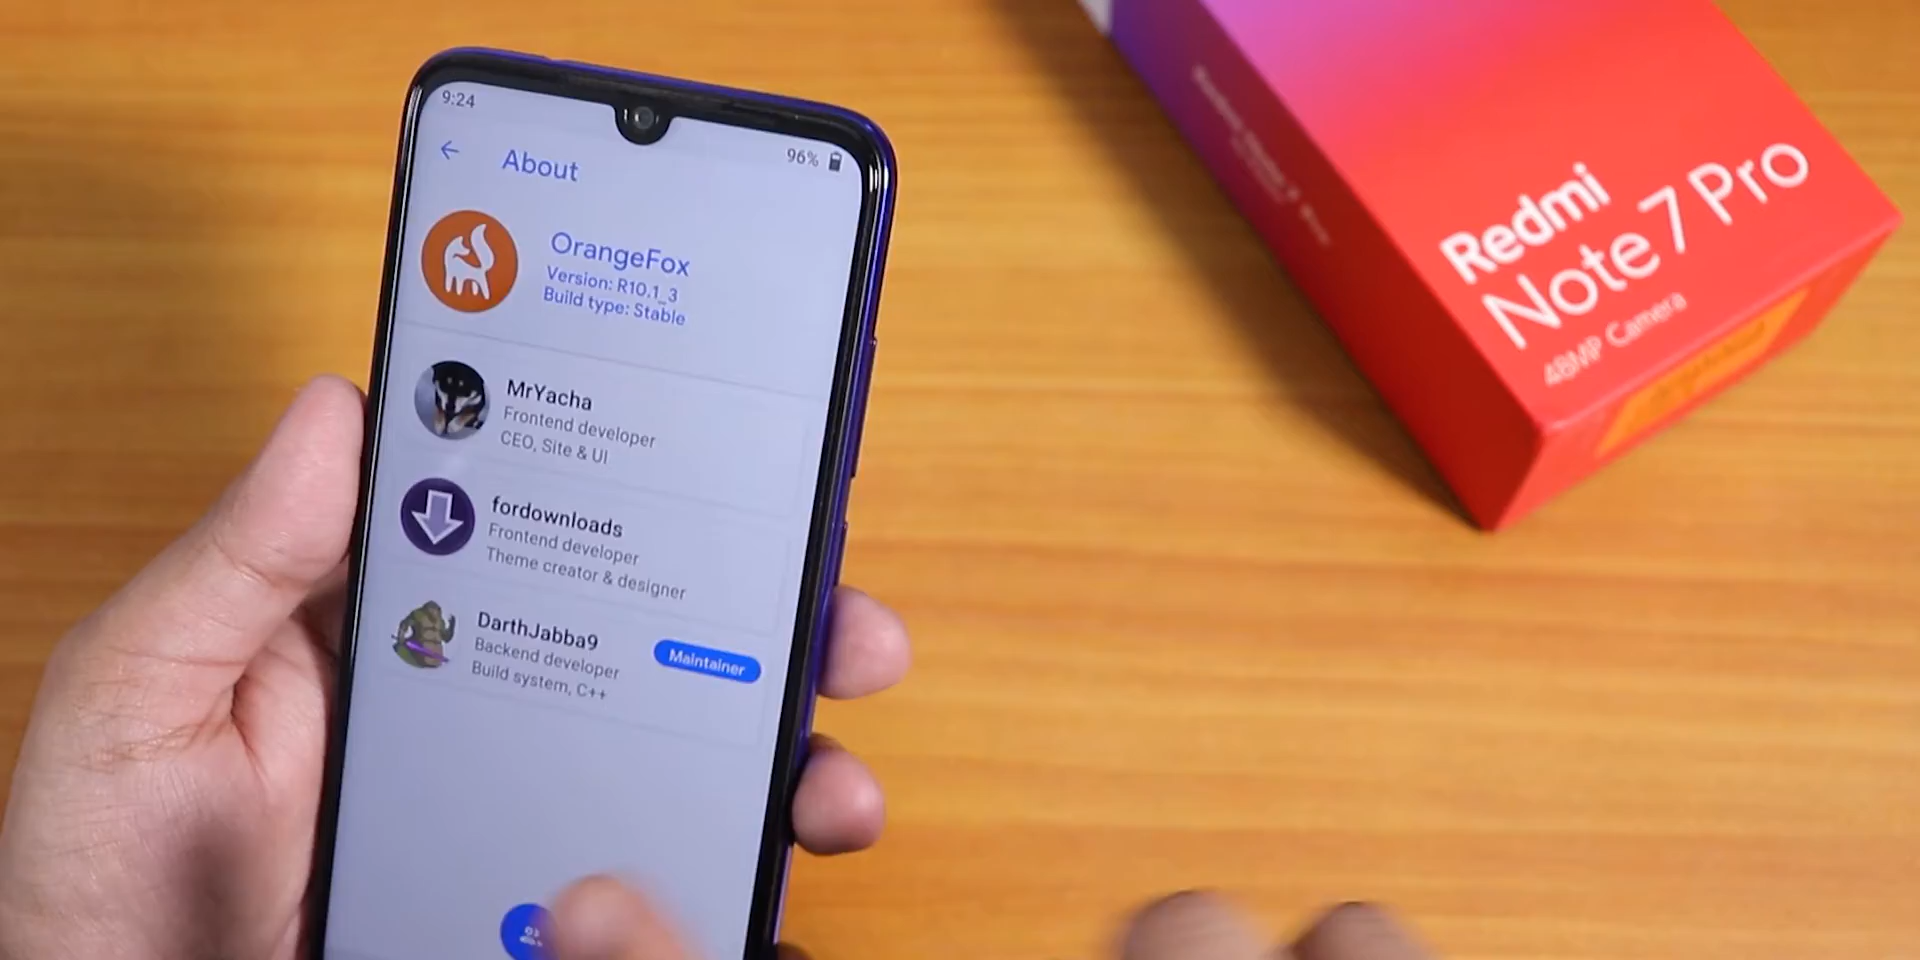 9:24
96%
About
OrangeFox
Version: R10.1_3
Build type: Stable
MrYacha
Frontend developer
CEO, Site & UI
fordownloads
Frontend developer
Theme creator & designer
DarthJabba9
Backend developer
Build system, C++
Maintainer
Redmi
Note 7 Pro
48MP Camera